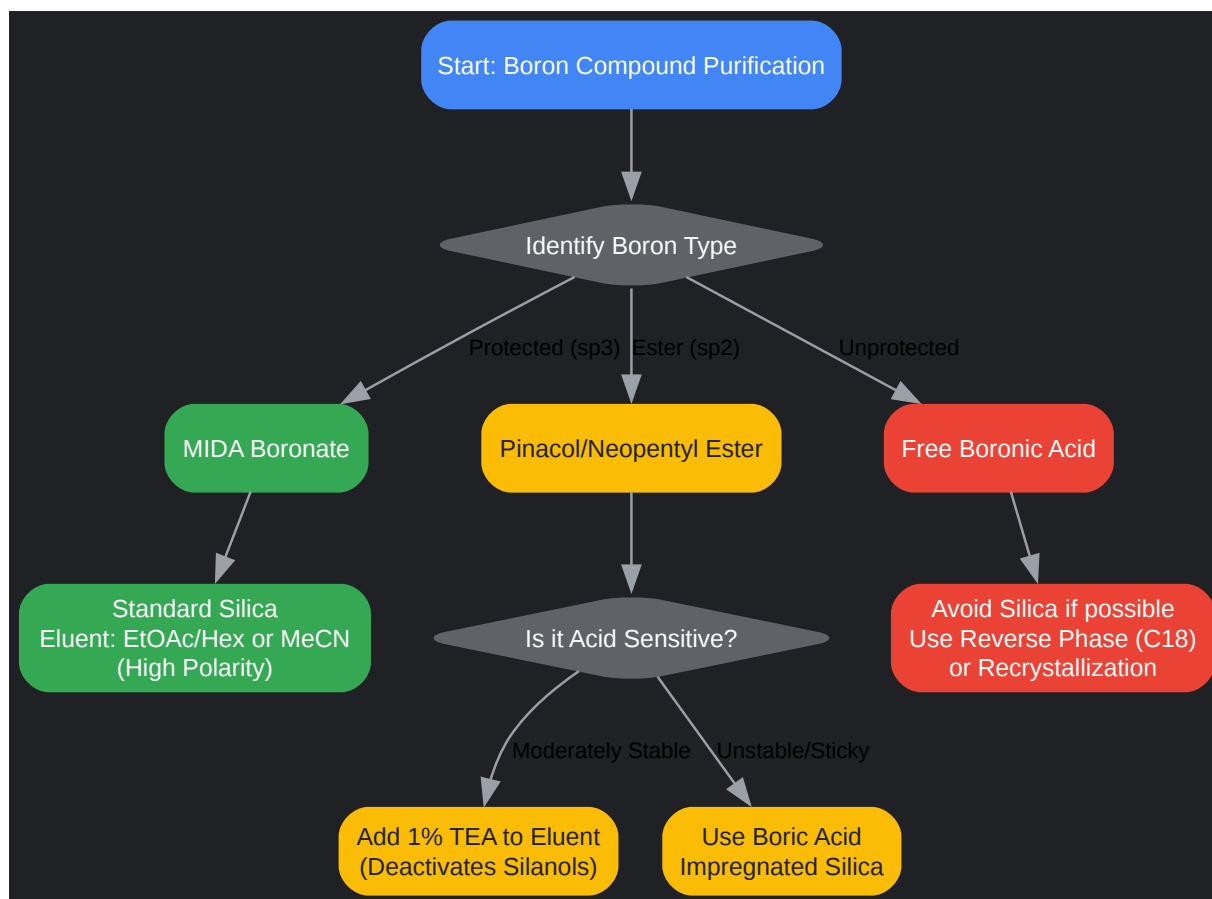 Start: Boron Compound Purification
Identify Boron Type
Protected (sp3)
Ester (sp2)
Unprotected
MIDA Boronate
Pinacol/Neopentyl Ester
Free Boronic Acid
Standard Silica
Eluent: EtOAc/Hex or MeCN
(High Polarity)
Is it Acid Sensitive?
Avoid Silica if possible
Use Reverse Phase (C18)
or Recrystallization
Moderately Stable
Unstable/Sticky
Add 1% TEA to Eluent
(Deactivates Silanols)
Use Boric Acid
Impregnated Silica